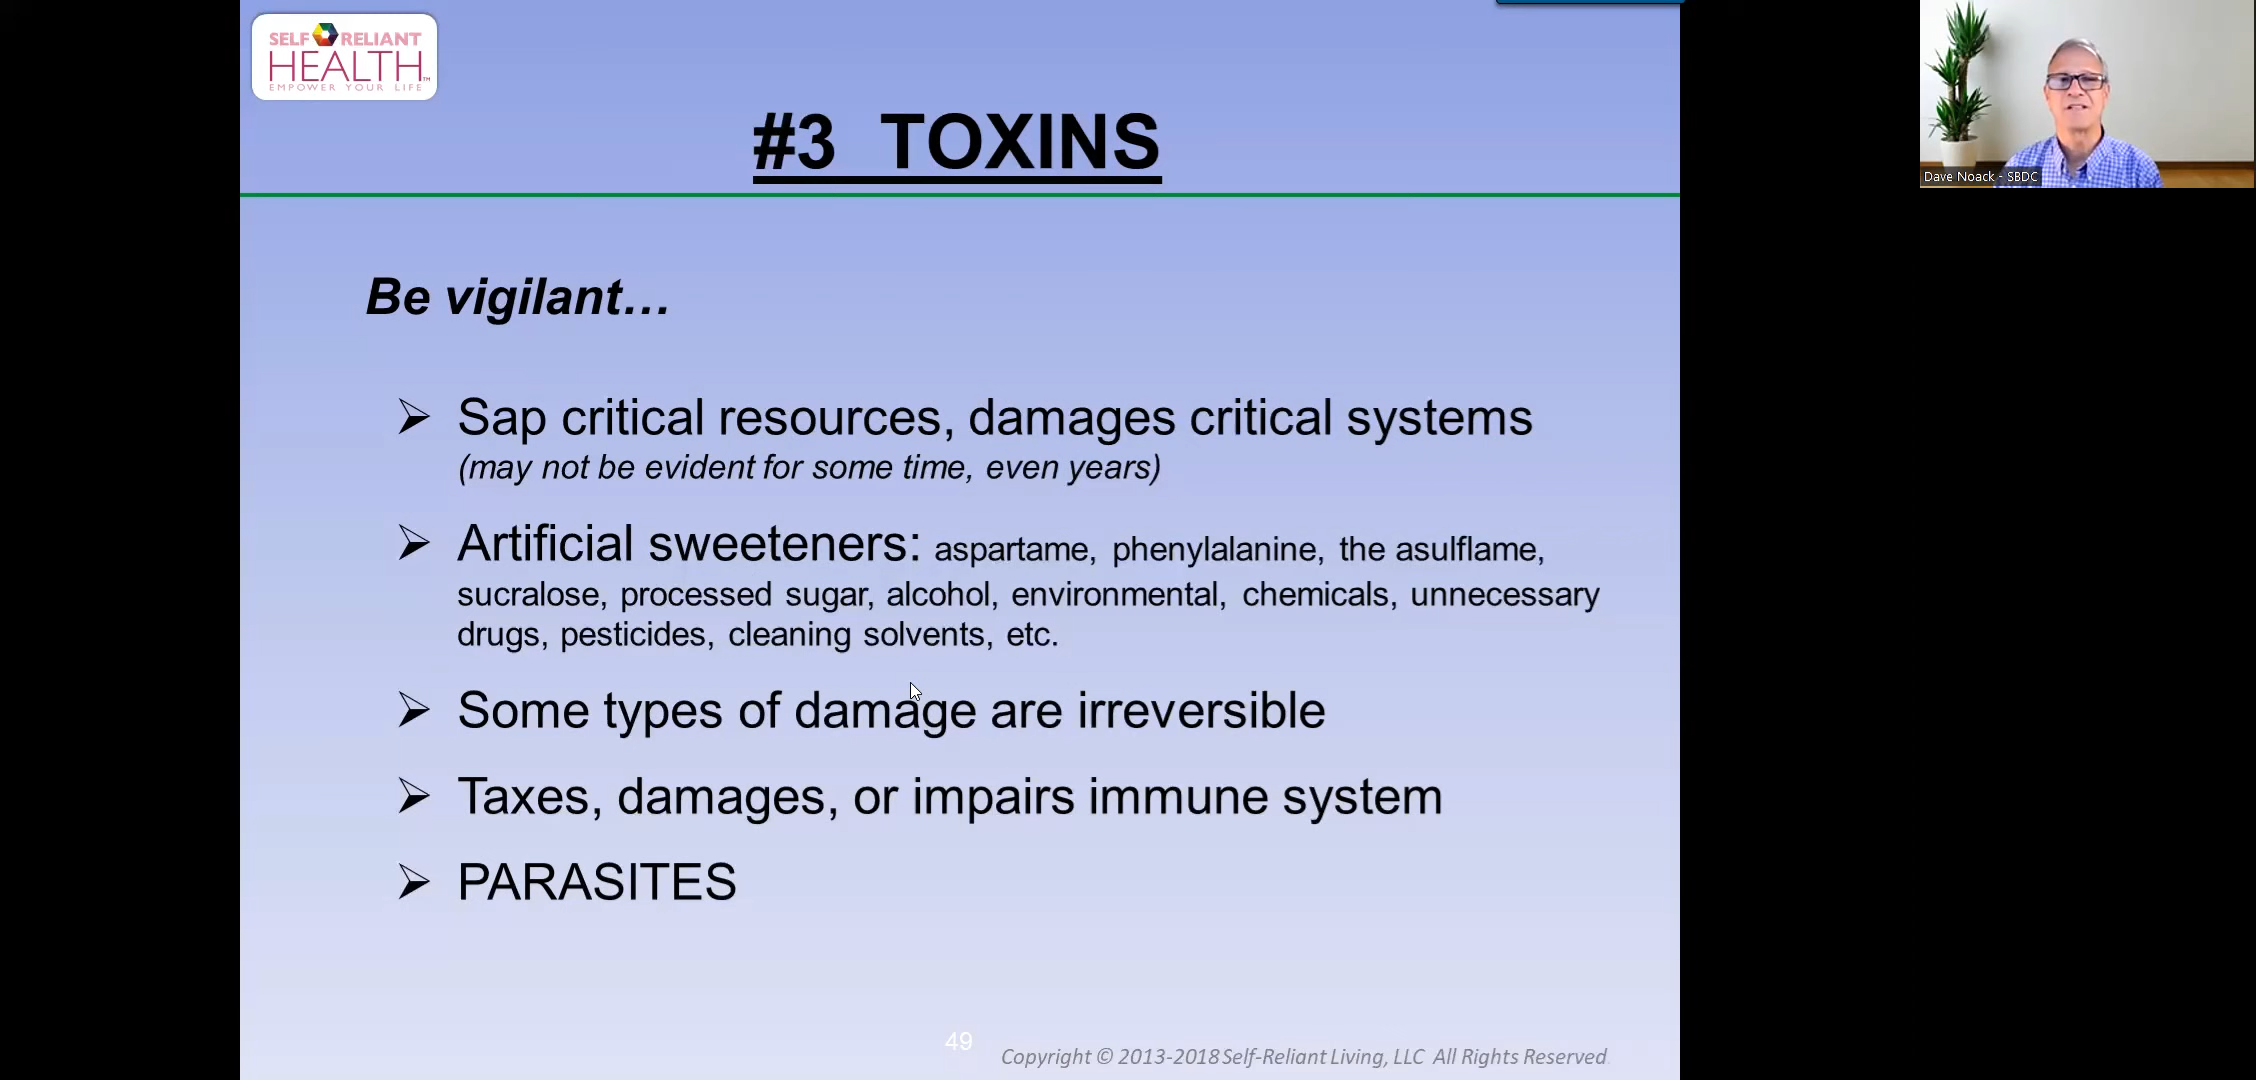 SELF RELIANT
HEALTH™
EMPOWER YOUR LIFE
#3 TOXINS
Be vigilant…
Sap critical resources, damages critical systems
(may not be evident for some time, even years)
Artificial sweeteners: aspartame, phenylalanine, the asulflame,
sucralose, processed sugar, alcohol, environmental, chemicals, unnecessary
drugs, pesticides, cleaning solvents, etc.
Some types of damage are irreversible
Taxes, damages, or impairs immune system
PARASITES
49
Copyright © 2013-2018 Self-Reliant Living, LLC All Rights Reserved
Dave Noack - SBDC